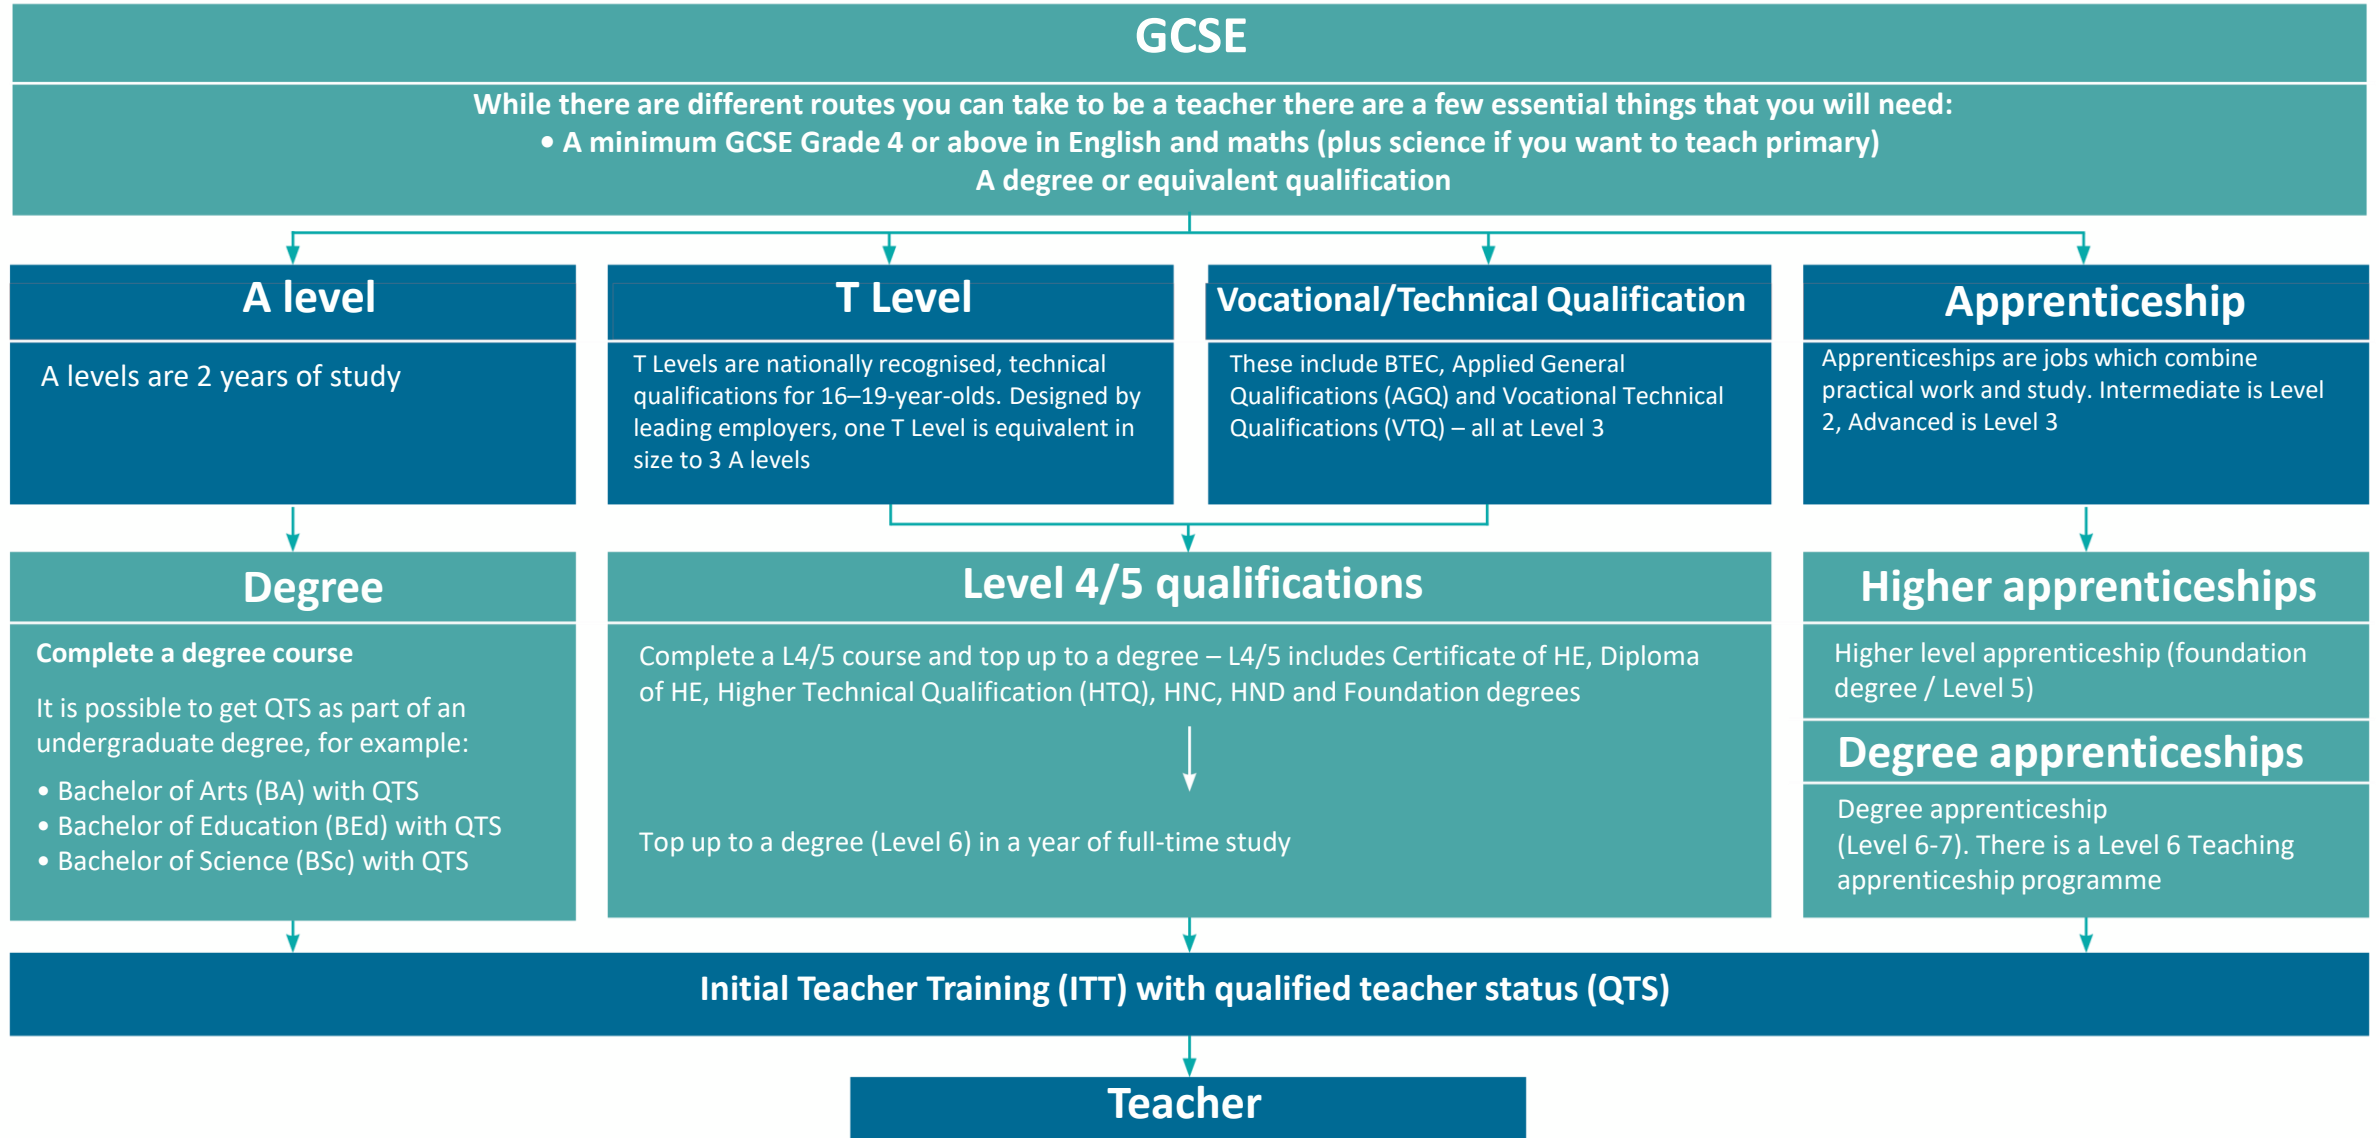 GCSE
While there are different routes you can take to be a teacher there are a few essential things that you will need:
• A minimum GCSE Grade 4 or above in English and maths (plus science if you want to teach primary)
A degree or equivalent qualification
A level
A levels are 2 years of study
T Level
T Levels are nationally recognised, technical
qualifications for 16–19-year-olds. Designed by
leading employers, one T Level is equivalent in
size to 3 A levels
Vocational/Technical Qualification
These include BTEC, Applied General
Qualifications (AGQ) and Vocational Technical
Qualifications (VTQ) – all at Level 3
Apprenticeship
Apprenticeships are jobs which combine
practical work and study. Intermediate is Level
2, Advanced is Level 3
Degree
Complete a degree course
It is possible to get QTS as part of an
undergraduate degree, for example:
• Bachelor of Arts (BA) with QTS
• Bachelor of Education (BEd) with QTS
• Bachelor of Science (BSc) with QTS
Level 4/5 qualifications
Complete a L4/5 course and top up to a degree – L4/5 includes Certificate of HE, Diploma
of HE, Higher Technical Qualification (HTQ), HNC, HND and Foundation degrees
Top up to a degree (Level 6) in a year of full-time study
Higher apprenticeships
Higher level apprenticeship (foundation
degree / Level 5)
Degree apprenticeships
Degree apprenticeship
(Level 6-7). There is a Level 6 Teaching
apprenticeship programme
Initial Teacher Training (ITT) with qualified teacher status (QTS)
Teacher